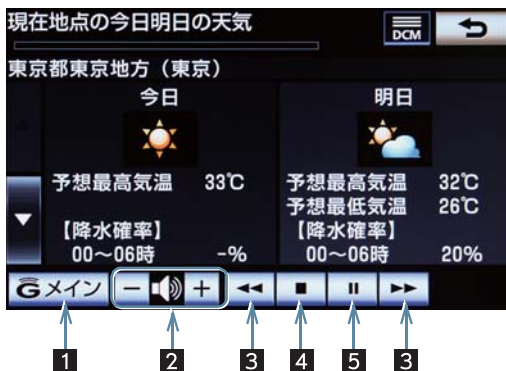 現在地点の今日明日の天気
DCM
東京都東京地方（東京）
今日
明日
予想最高気温 33℃
予想最高気温 32℃
予想最低気温 26℃
【降水確率】
00～06時 -%
【降水確率】
00～06時 20%
G メイン
－ ＋
1 2 3 4 5 3